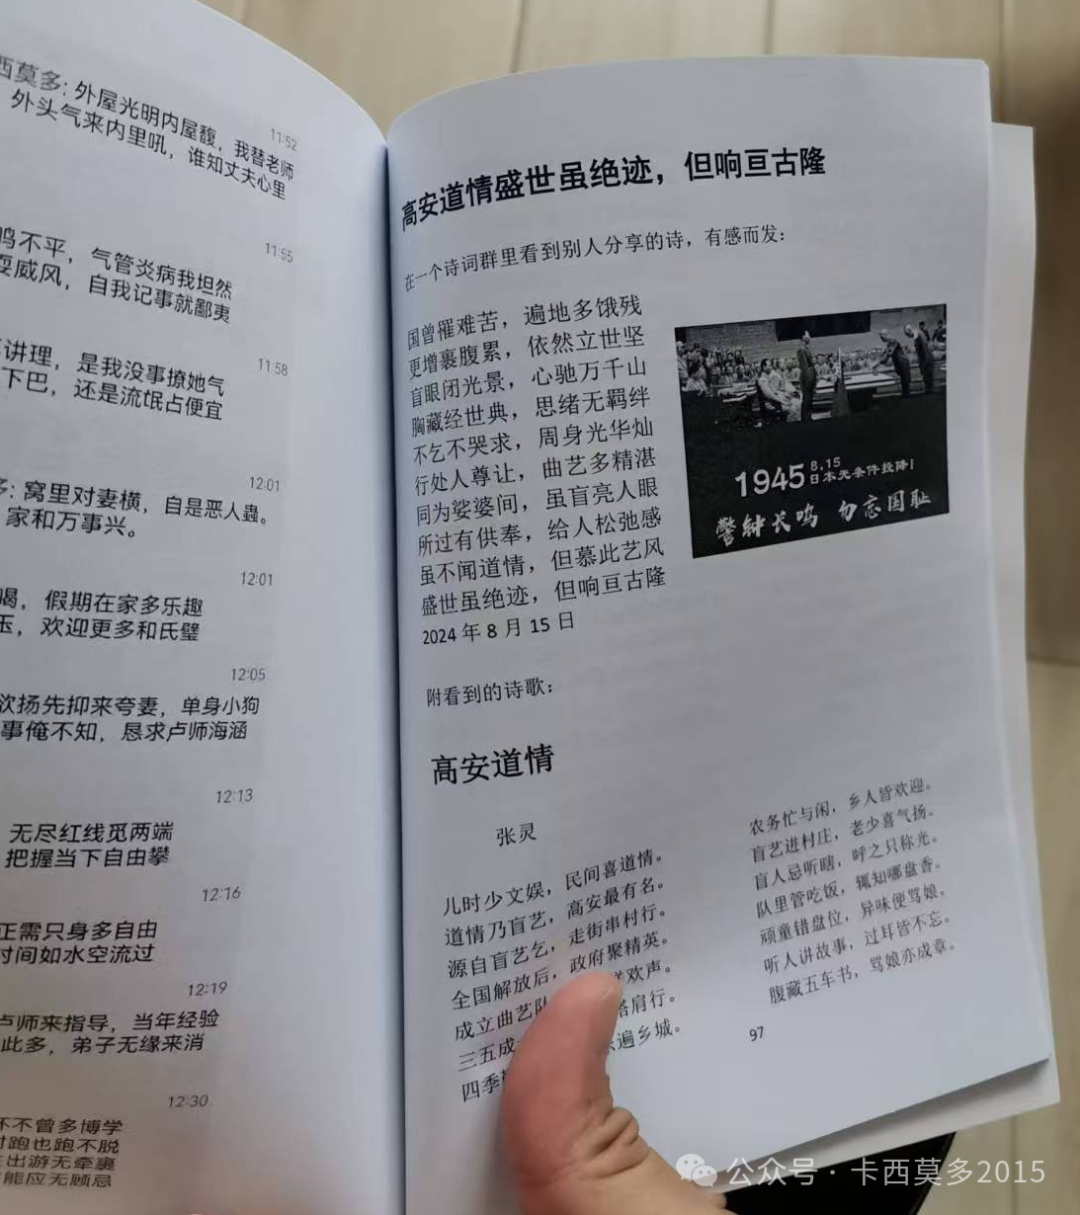 西莫多: 外屋光明内屋馥，我替老师
外头气来内里吼，谁知丈夫心里
11:52
鸣不平，气管炎病我坦然
耍威风，自我记事就鄙夷
11:55
讲理，是我没事撩她气
下巴，还是流氓占便宜
11:58
: 窝里对妻横，自是恶人蟲。
家和万事兴。
12:01
喝，假期在家多乐趣
玉，欢迎更多和氏璧
12:01
欲扬先抑来夸妻，单身小狗
事俺不知，恳求卢师海涵
12:05
无尽红线觅两端
把握当下自由攀
12:13
正需只身多自由
时间如水空流过
12:16
卢师来指导，当年经验
此多，弟子无缘来消
12:19
不曾多博学
跑也跑不脱
出游无牵裹
能应无顾忌
12:30
高安道情盛世虽绝迹，但响亘古隆
在一个诗词群里看到别人分享的诗，有感而发：
国曾罹难苦，遍地多饿残
更增裹腹累，依然立世坚
盲眼闭光景，心驰万千山
胸藏经世典，思绪无羁绊
不乞不哭求，周身光华灿
行处人尊让，曲艺多精湛
同为娑婆间，虽盲亮人眼
所过有供奉，给人松弛感
虽不闻道情，但慕此艺风
盛世虽绝迹，但响亘古隆
2024 年 8 月 15 日
1945 8.15 日本无条件投降!
警钟长鸣 勿忘国耻
附看到的诗歌：
高安道情
张灵
儿时少文娱，民间喜道情。
道情乃盲艺，高安最有名。
源自盲艺乞，走街串村行。
全国解放后，政府聚精英。
成立曲艺队 欢声。
三五成 搭肩行。
四季 遍乡城。
农务忙与闲，乡人皆欢迎。
盲艺进村庄，老少喜气扬。
盲人忌听瞎，呼之只称光。
队里管吃饭，辄知哪盘香。
顽童错盘位，异味便骂娘。
听人讲故事，过耳皆不忘。
腹藏五车书，骂娘亦成章。
97
公众号 · 卡西莫多2015